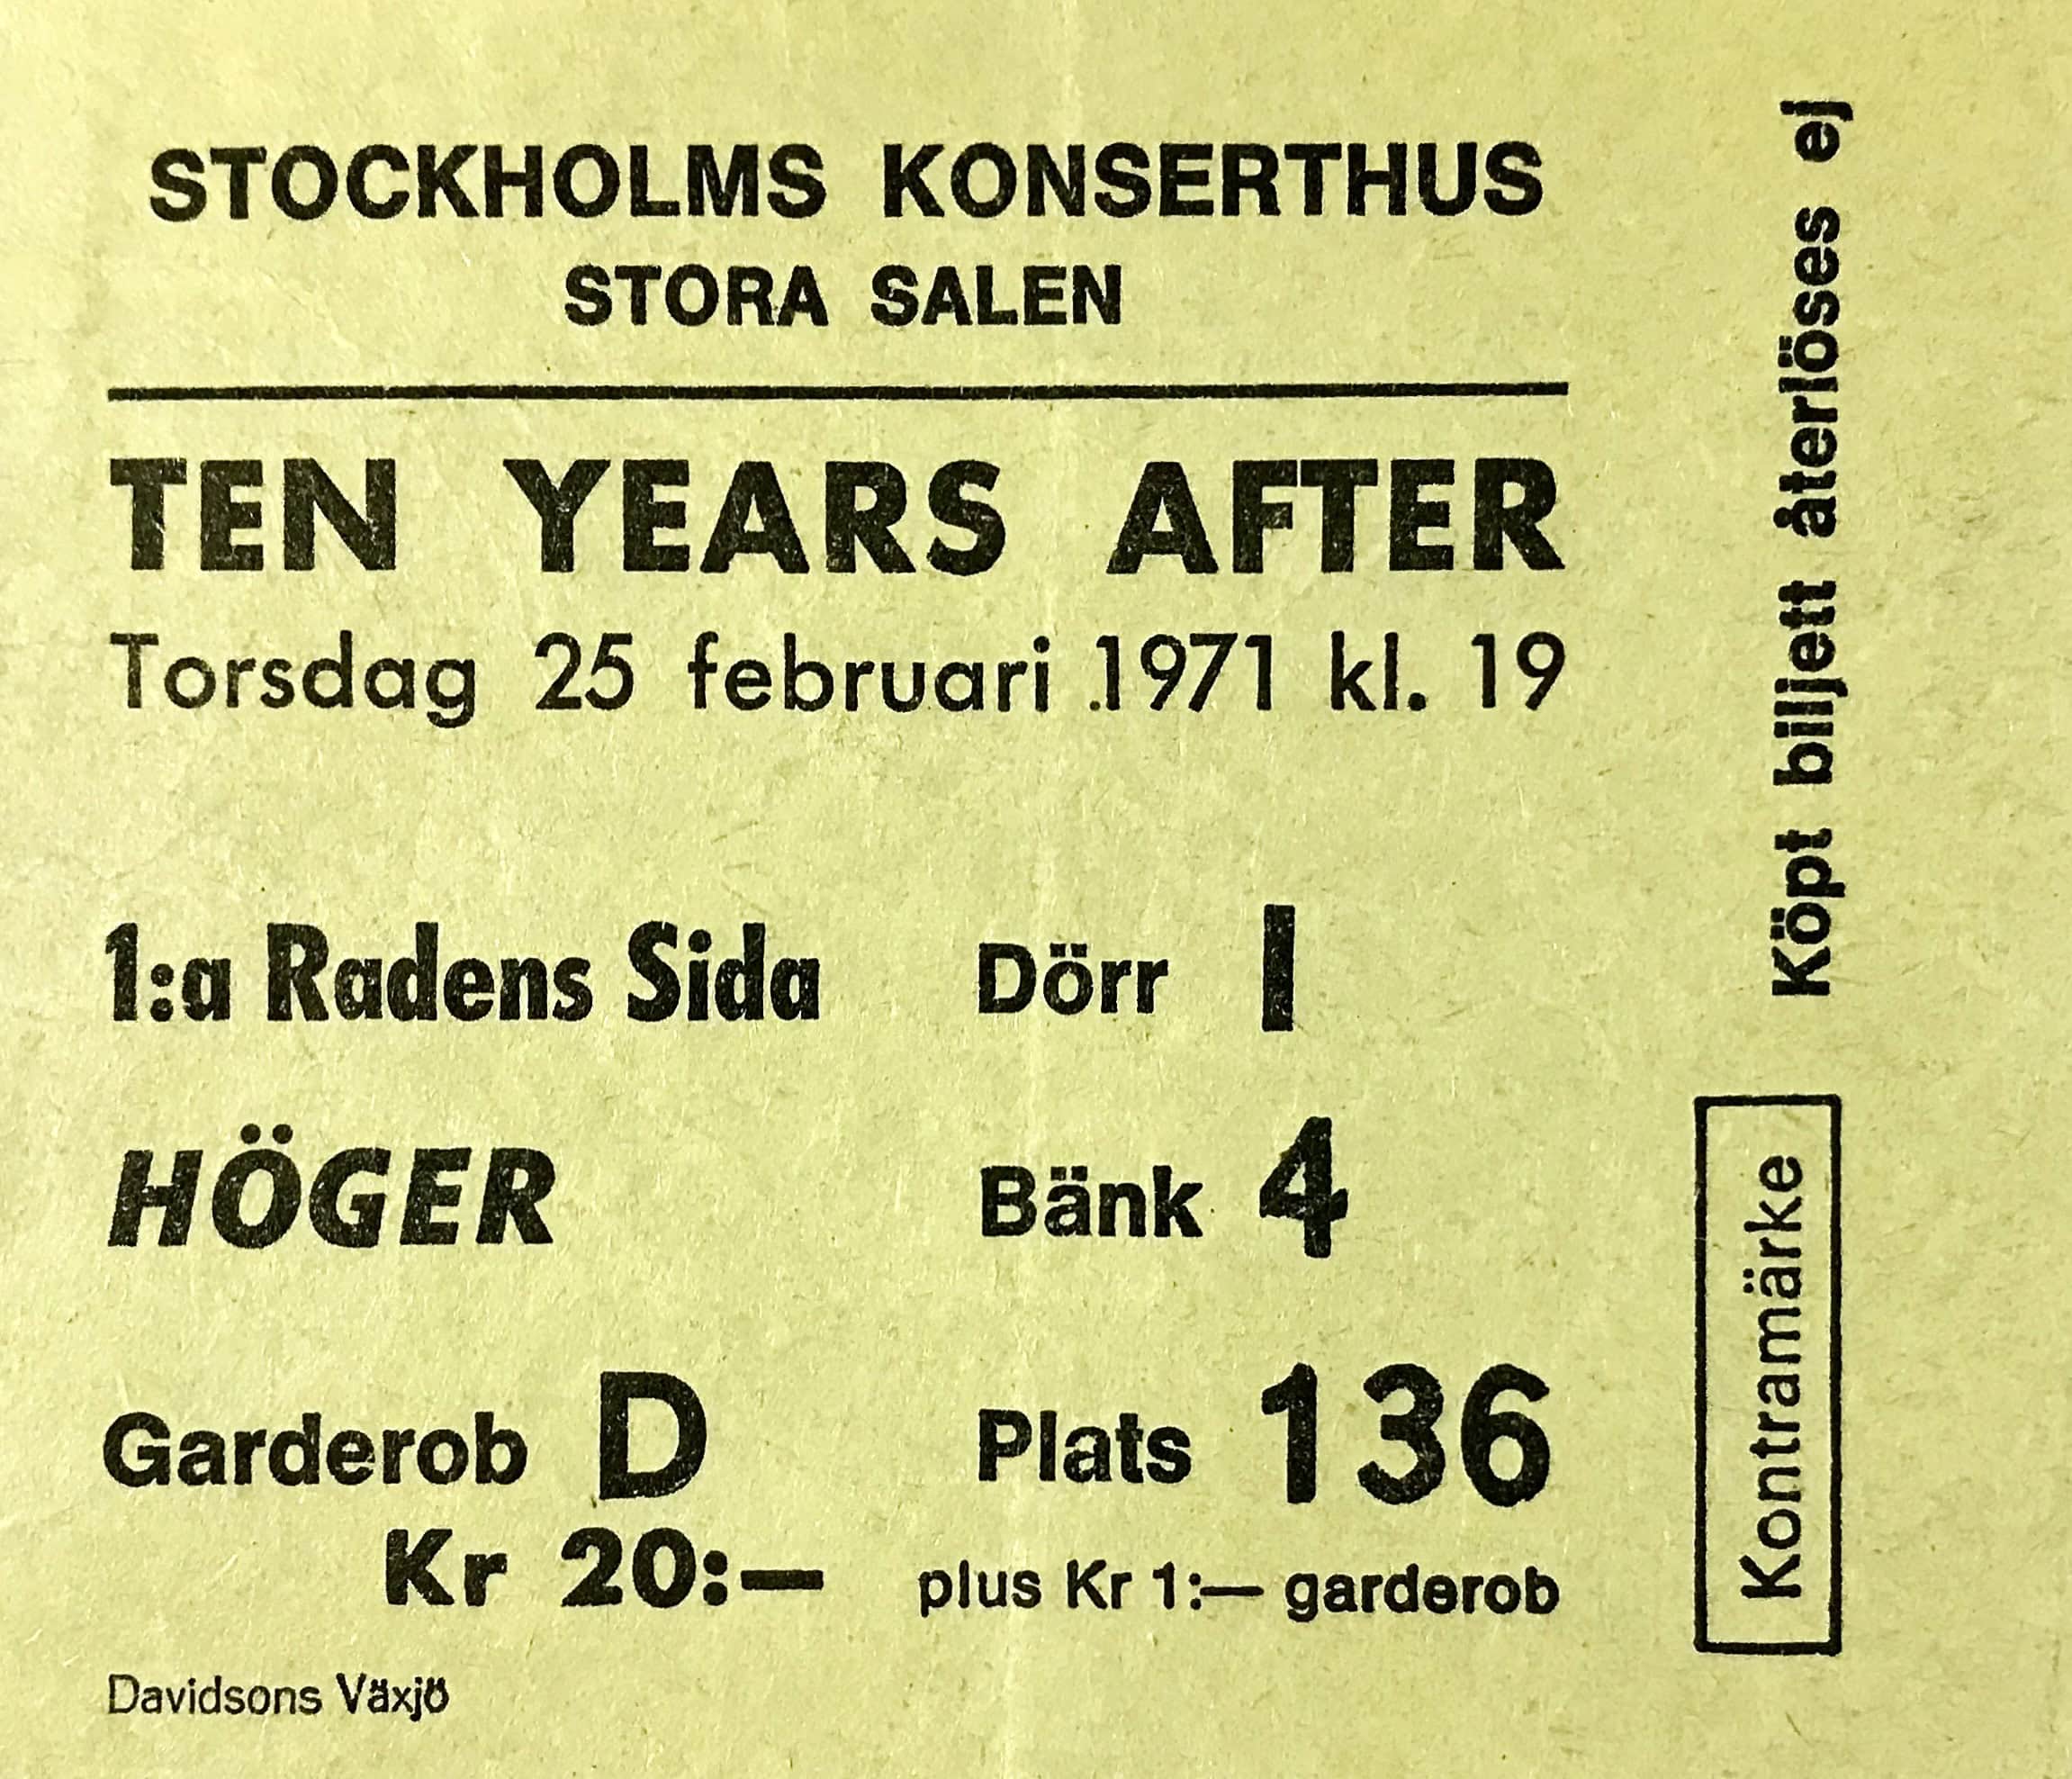 STOCKHOLMS KONSERTHUS
STORA SALEN
TEN YEARS AFTER
Torsdag 25 februari 1971 kl. 19
1:a Radens Sida Dörr I
HÖGER Bänk 4
Garderob D Plats 136
Kr 20:— plus Kr 1:— garderob
Davidsons Växjö
Köpt biljett återlöses ej
Kontramärke